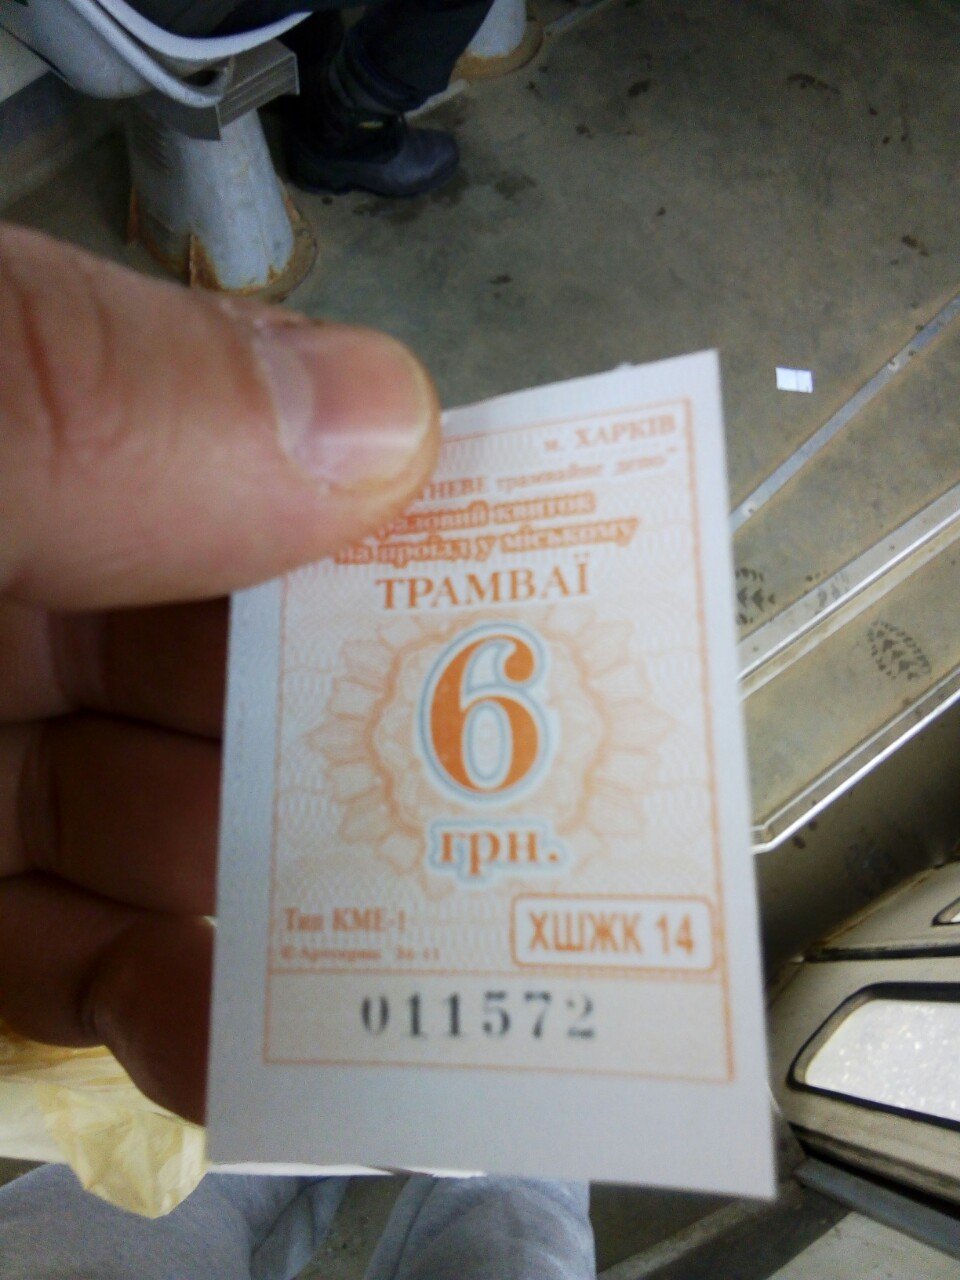 м. ХАРКІВ
трамвайне депо"
квиток
на проїзд у міському
ТРАМВАЇ
6
грн.
Тип КМЕ-1
ХШЖК 14
011572